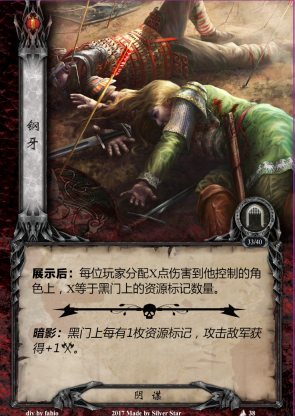 钢牙
33/40
展示后：每位玩家分配X点伤害到他控制的角
色上，X等于黑门上的资源标记数量。
暗影：黑门上每有1枚资源标记，攻击敌军获
得+1。
阴谋
div by fabio 2017 Made by Silver Star 38